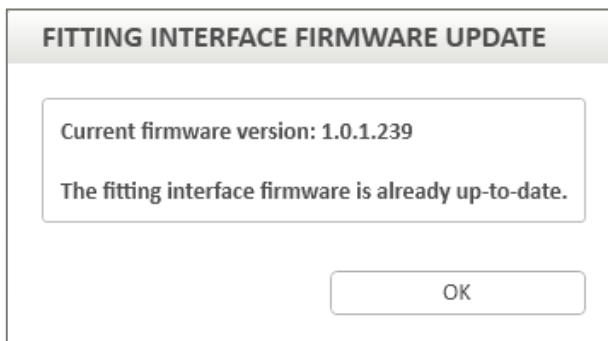 FITTING INTERFACE FIRMWARE UPDATE
Current firmware version: 1.0.1.239
The fitting interface firmware is already up-to-date.
OK